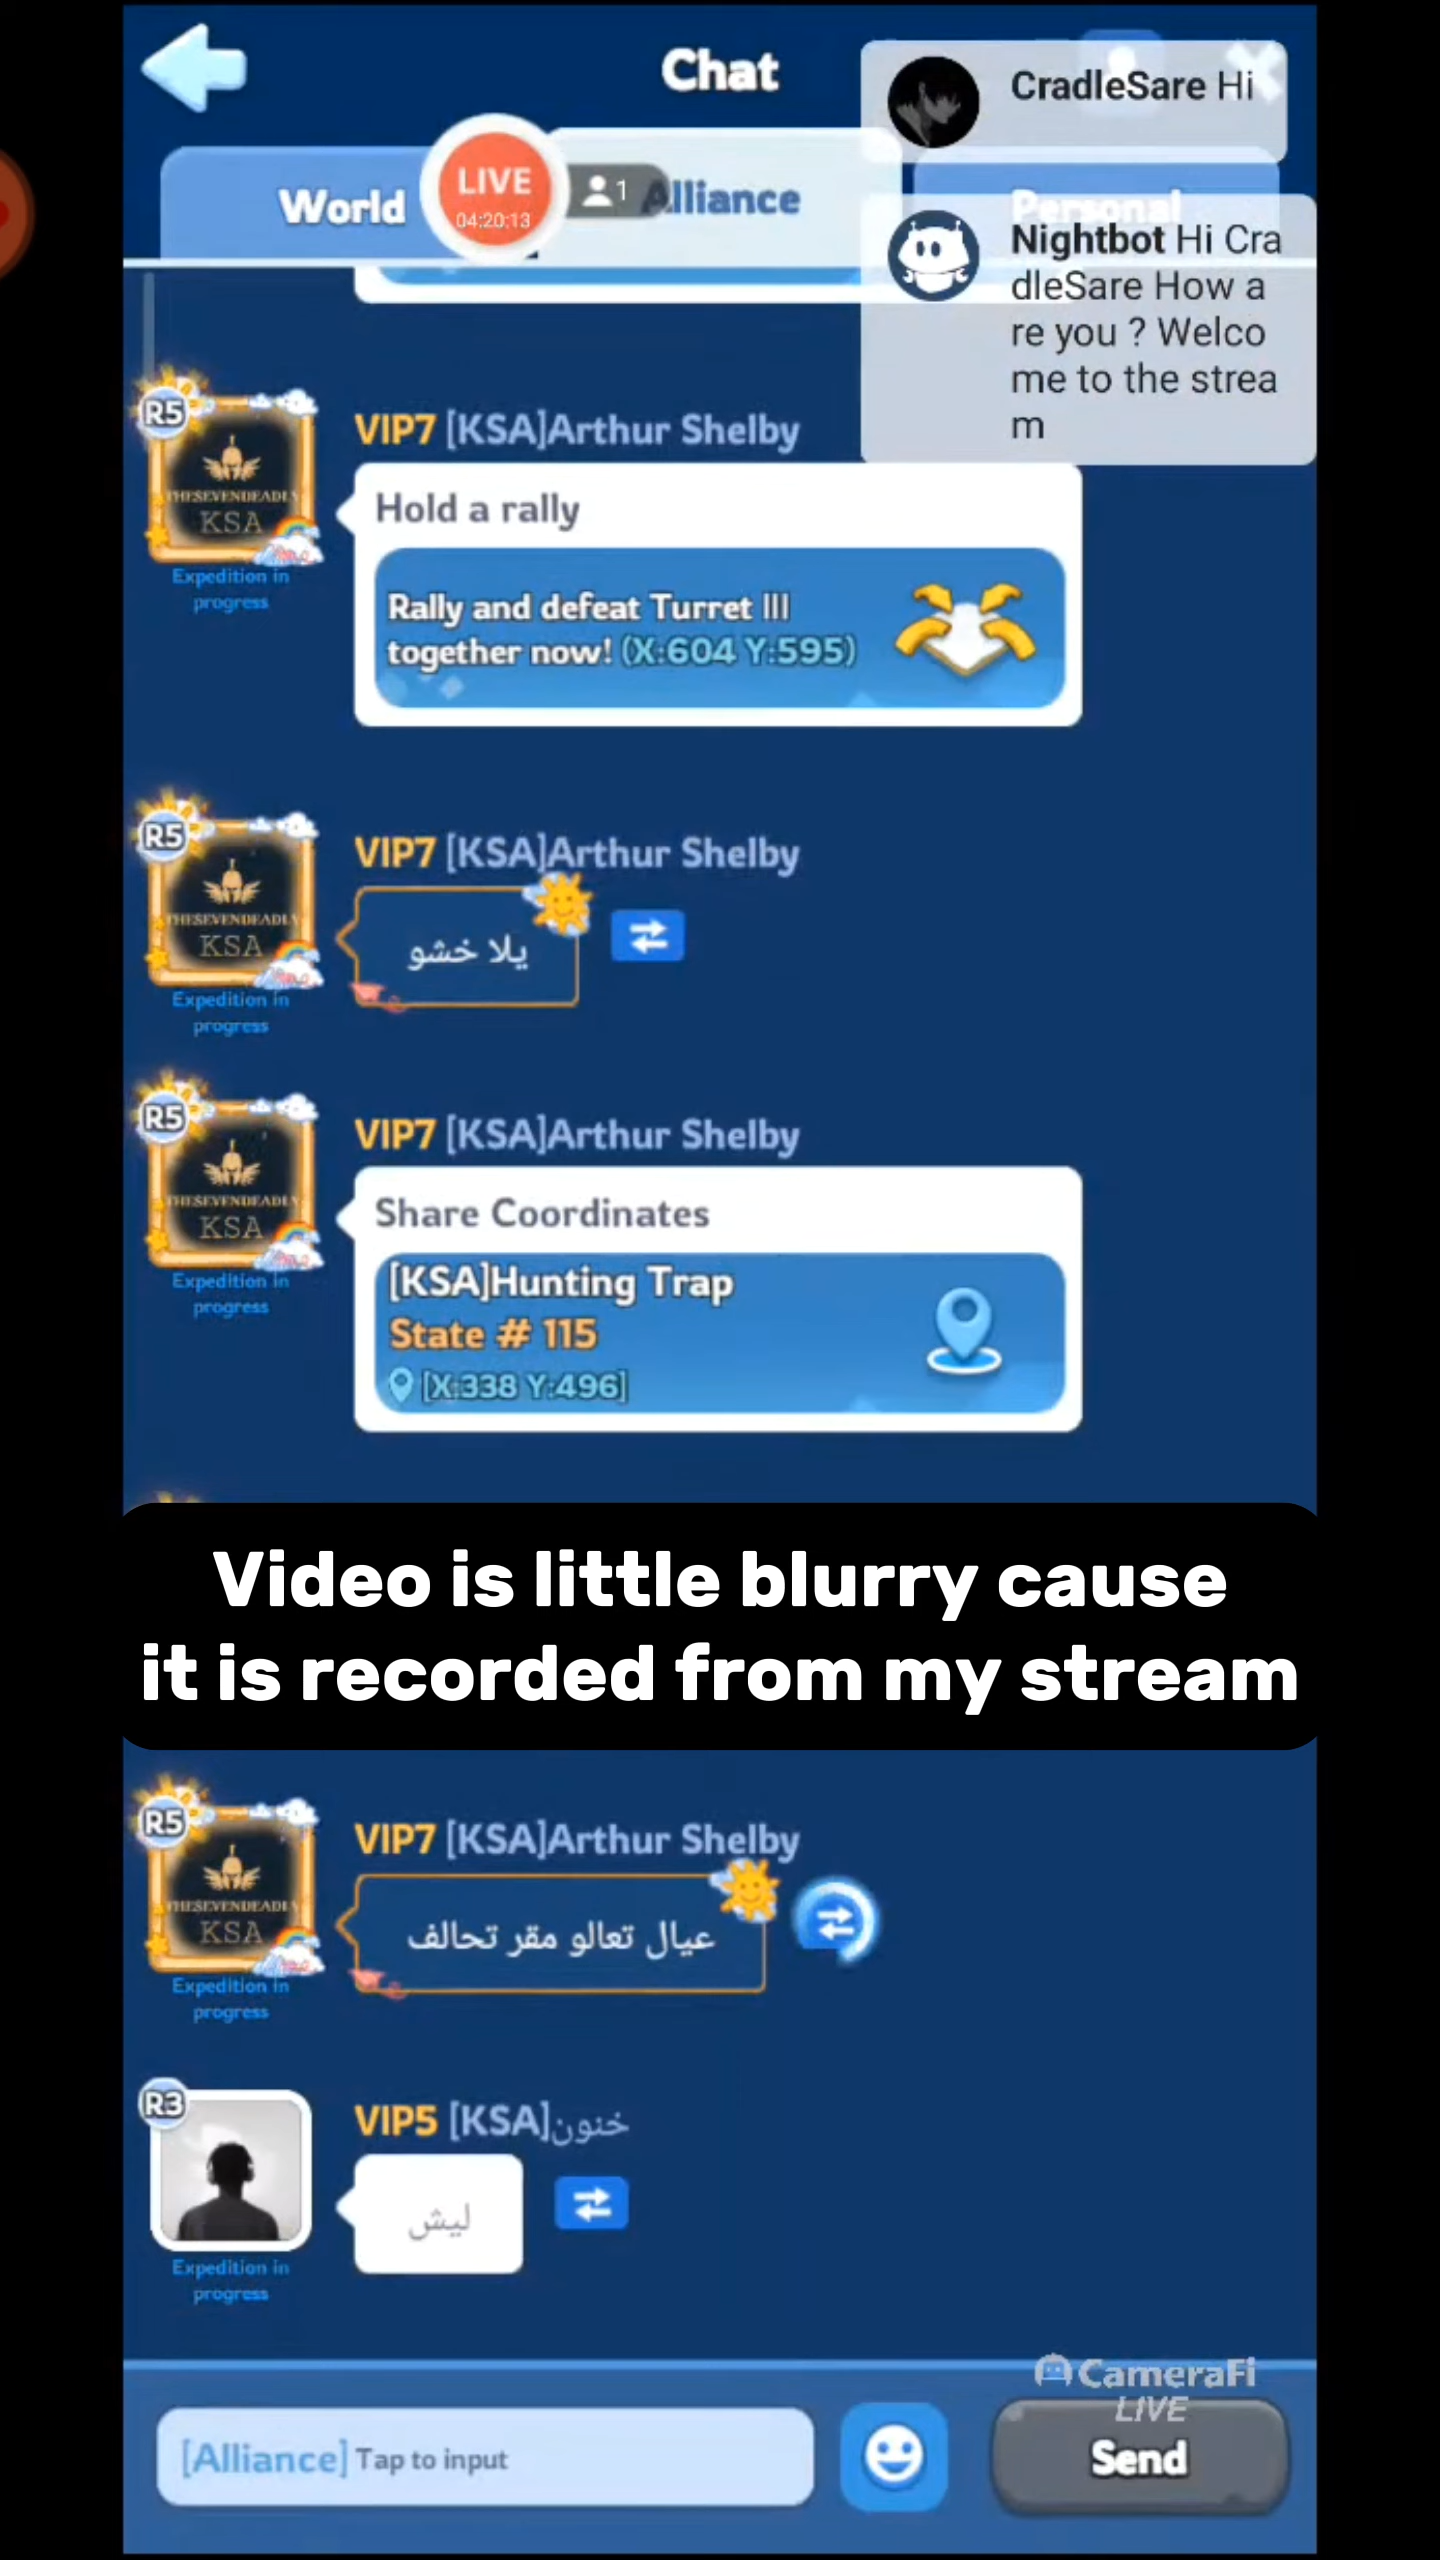 Chat
CradleSare Hi
World
LIVE
04:20:13
1
Alliance
Personal
Nightbot Hi Cra
dleSare How a
re you ? Welco
me to the strea
m
R5
VIP7 [KSA]Arthur Shelby
THESEVENDEADLY
KSA
Expedition in
progress
Hold a rally
Rally and defeat Turret III
together now! (X:604 Y:595)
R5
VIP7 [KSA]Arthur Shelby
THESEVENDEADLY
KSA
Expedition in
progress
يلا خشو
R5
VIP7 [KSA]Arthur Shelby
THESEVENDEADLY
KSA
Expedition in
progress
Share Coordinates
[KSA]Hunting Trap
State # 115
[X:338 Y:496]
Video is little blurry cause
it is recorded from my stream
R5
VIP7 [KSA]Arthur Shelby
THESEVENDEADLY
KSA
Expedition in
progress
عيال تعالو مقر تحالف
R3
VIP5 [KSA]خنون
Expedition in
progress
ليش
CameraFi
LIVE
[Alliance] Tap to input
Send